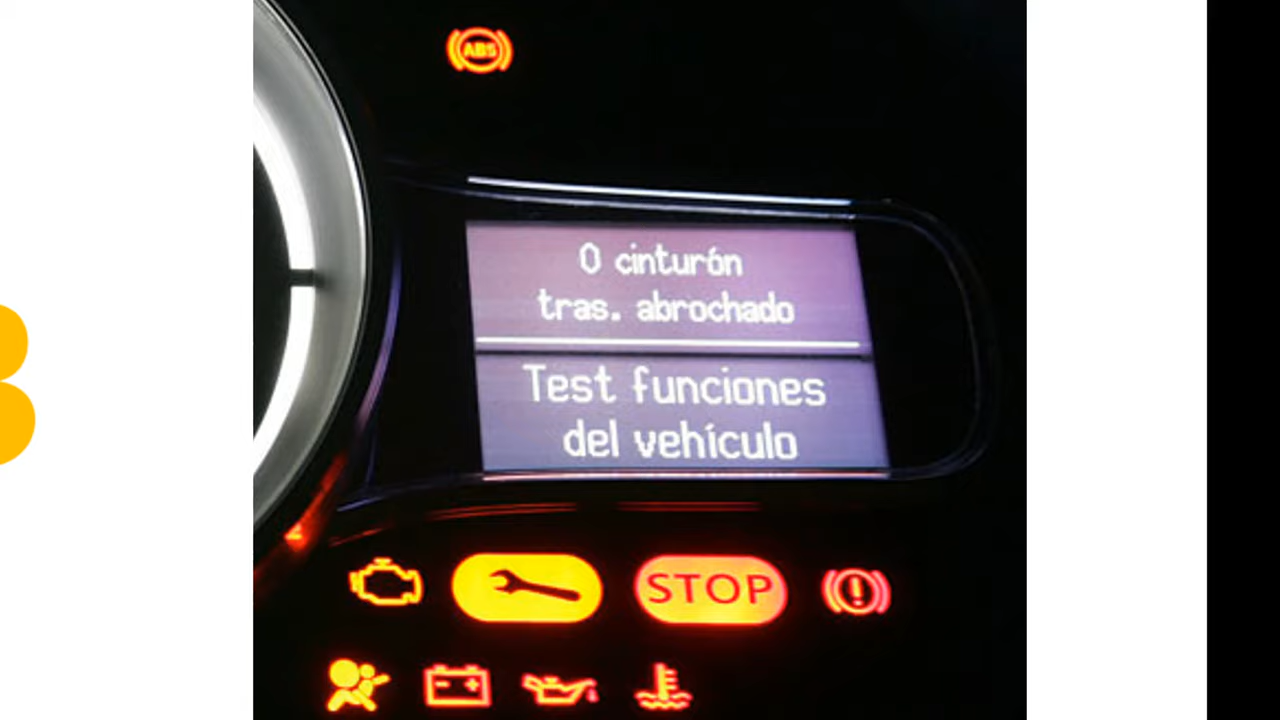 ABS
0 cinturón
tras. abrochado
Test funciones
del vehículo
STOP